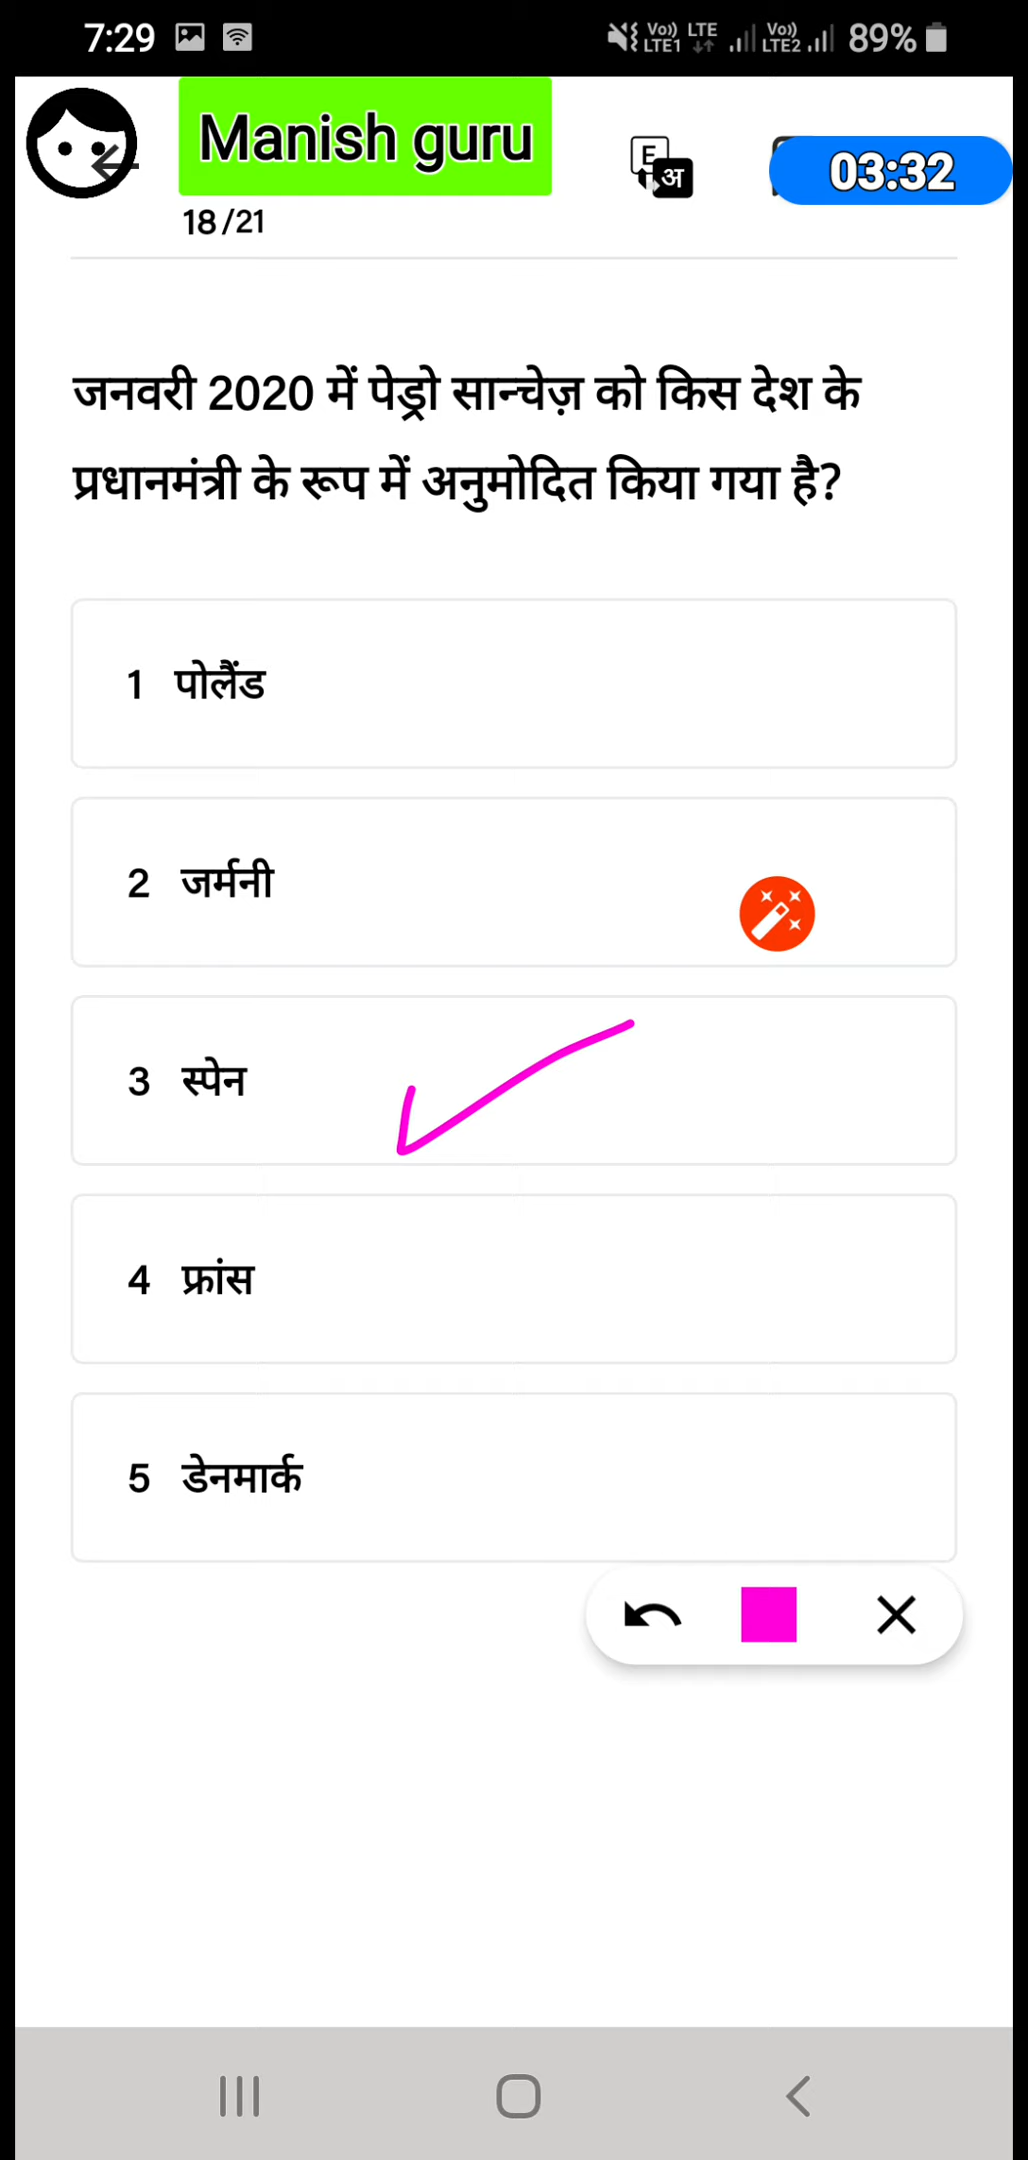 7:29 Vo)) LTE1 LTE Vo)) LTE2 89%
Manish guru
E अ
03:32
18/21
जनवरी 2020 में पेड्रो सान्चेज़ को किस देश के
प्रधानमंत्री के रूप में अनुमोदित किया गया है?
1 पोलैंड
2 जर्मनी
3 स्पेन
4 फ्रांस
5 डेनमार्क